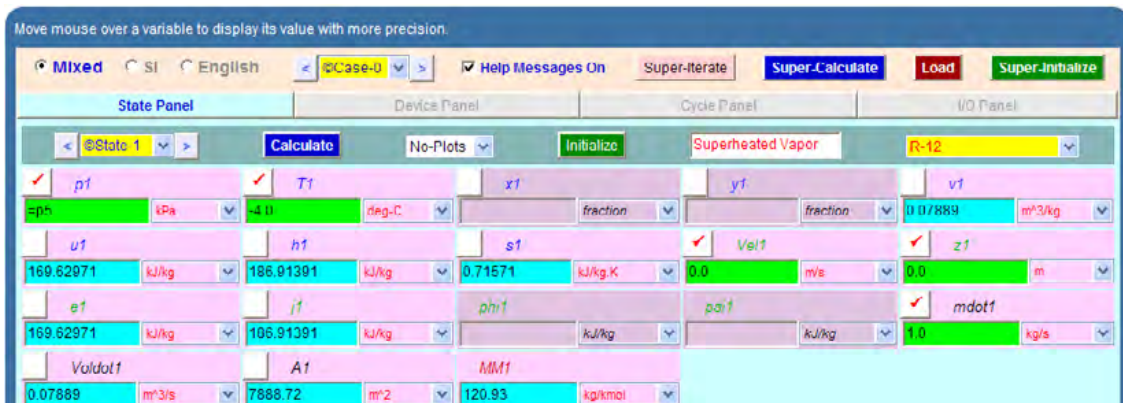 Move mouse over a variable to display its value with more precision.
Mixed SI English < ©Case-0 > Help Messages On Super-Iterate Super-Calculate Load Super-Initialize
State Panel Device Panel Cycle Panel I/O Panel
< ©State-1 > Calculate No-Plots Initialize Superheated Vapor R-12
p1 T1 x1 y1 v1
=p5 kPa -4.0 deg-C fraction fraction 0.07889 m^3/kg
u1 h1 s1 Vel1 z1
169.62971 kJ/kg 186.91391 kJ/kg 0.71571 kJ/kg.K 0.0 m/s 0.0 m
e1 j1 phi1 psi1 mdot1
169.62971 kJ/kg 186.91391 kJ/kg kJ/kg kJ/kg 1.0 kg/s
Voldot1 A1 MM1
0.07889 m^3/s 7888.72 m^2 120.93 kg/kmol